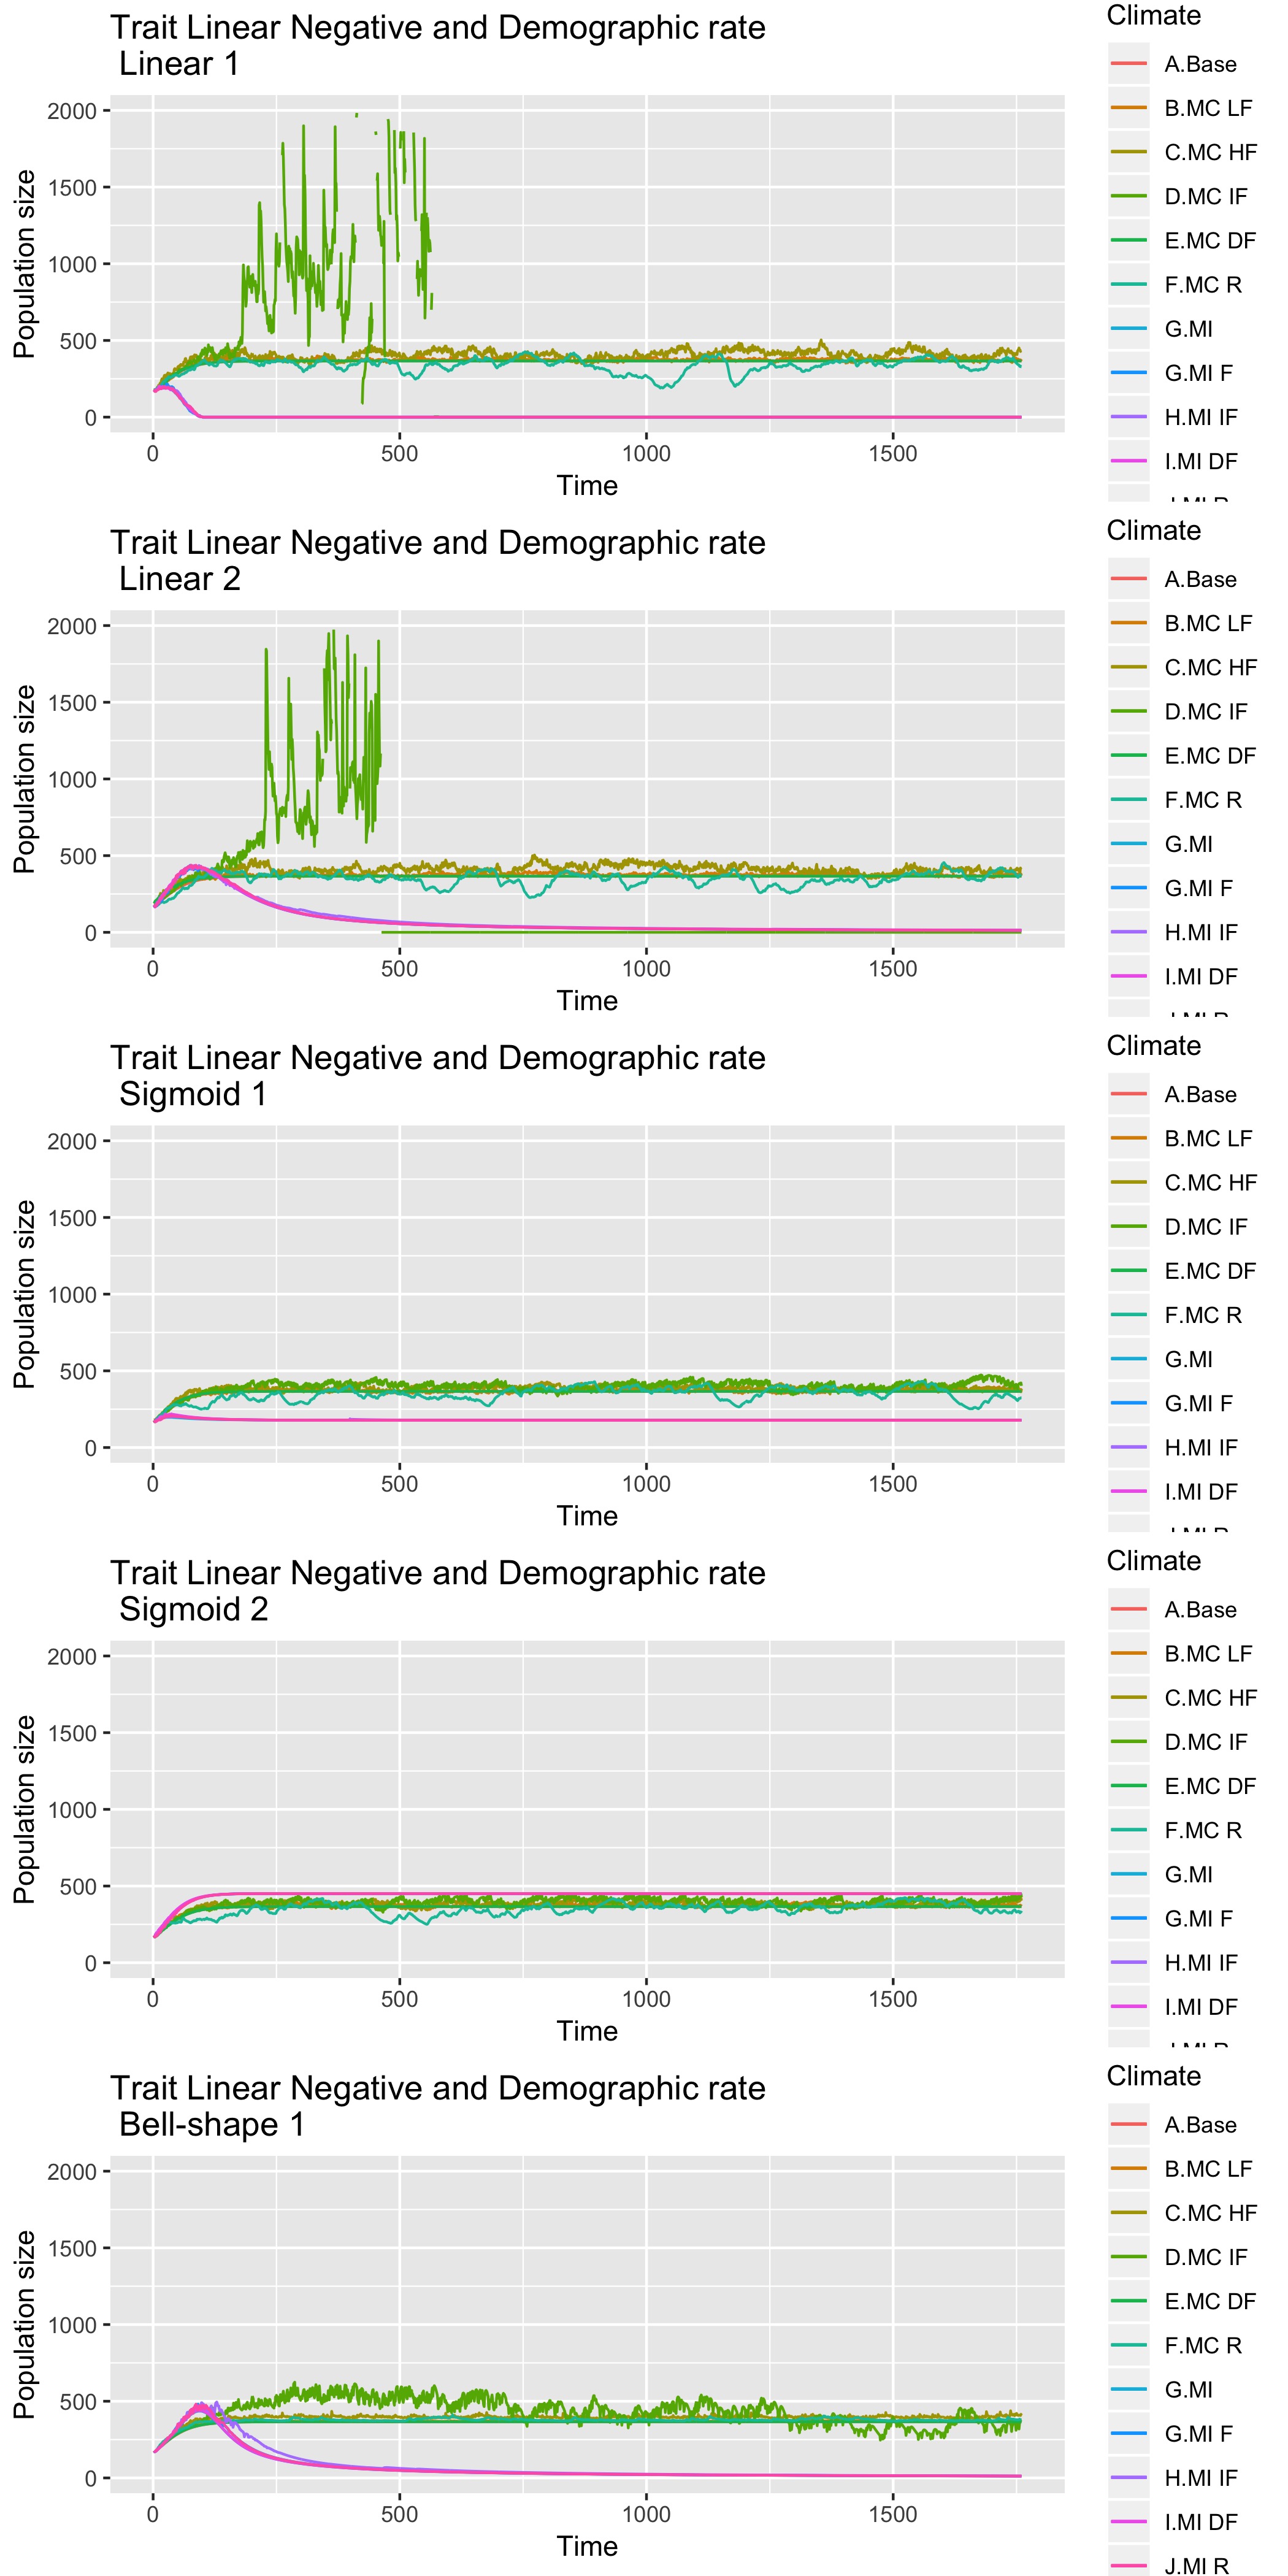 Trait Linear Negative and Demographic rate
Linear 1
Population size
2000
1500
1000
500
0
0 500 1000 1500
Time
Climate
A.Base
B.MC LF
C.MC HF
D.MC IF
E.MC DF
F.MC R
G.MI
G.MI F
H.MI IF
I.MI DF
Trait Linear Negative and Demographic rate
Linear 2
Population size
2000
1500
1000
500
0
0 500 1000 1500
Time
Climate
A.Base
B.MC LF
C.MC HF
D.MC IF
E.MC DF
F.MC R
G.MI
G.MI F
H.MI IF
I.MI DF
Trait Linear Negative and Demographic rate
Sigmoid 1
Population size
2000
1500
1000
500
0
0 500 1000 1500
Time
Climate
A.Base
B.MC LF
C.MC HF
D.MC IF
E.MC DF
F.MC R
G.MI
G.MI F
H.MI IF
I.MI DF
Trait Linear Negative and Demographic rate
Sigmoid 2
Population size
2000
1500
1000
500
0
0 500 1000 1500
Time
Climate
A.Base
B.MC LF
C.MC HF
D.MC IF
E.MC DF
F.MC R
G.MI
G.MI F
H.MI IF
I.MI DF
Trait Linear Negative and Demographic rate
Bell-shape 1
Population size
2000
1500
1000
500
0
0 500 1000 1500
Time
Climate
A.Base
B.MC LF
C.MC HF
D.MC IF
E.MC DF
F.MC R
G.MI
G.MI F
H.MI IF
I.MI DF
J.MI R